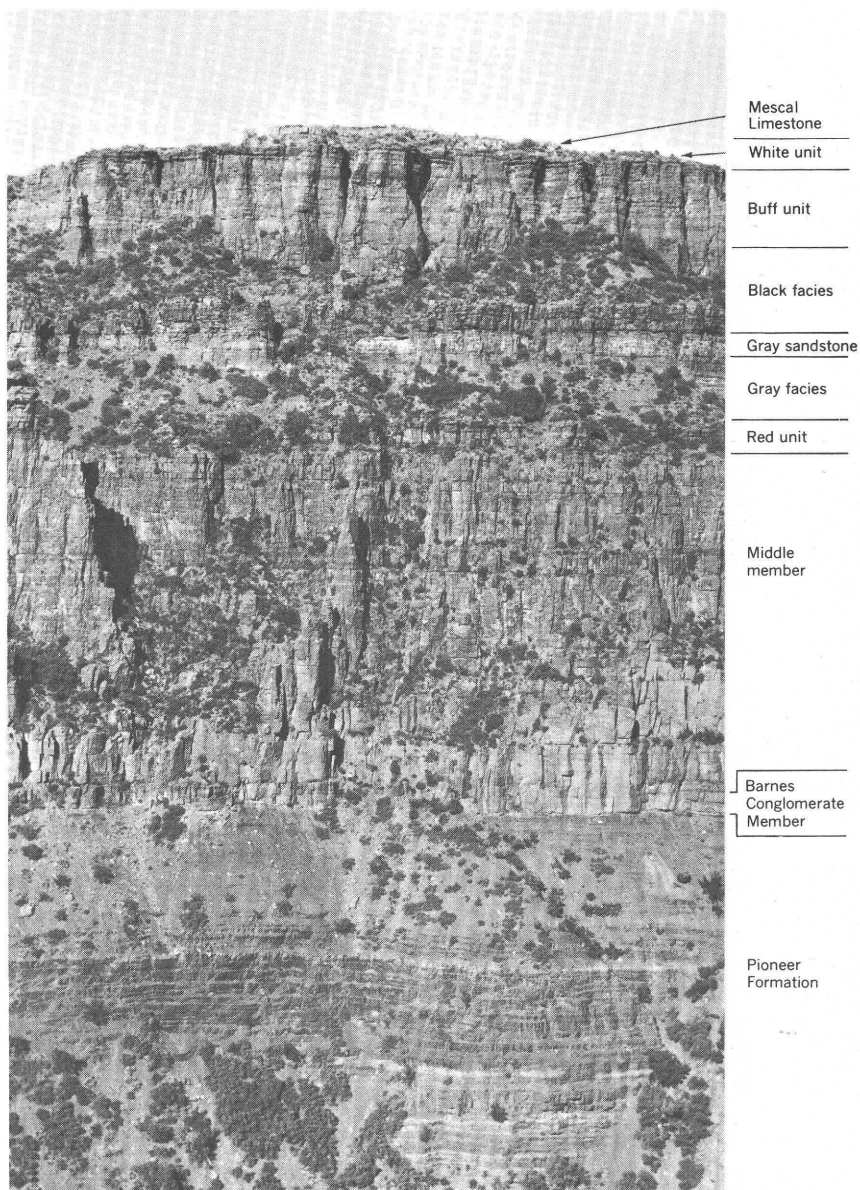 Mescal
Limestone
White unit
Buff unit
Black facies
Gray sandstone
Gray facies
Red unit
Middle
member
Barnes
Conglomerate
Member
Pioneer
Formation